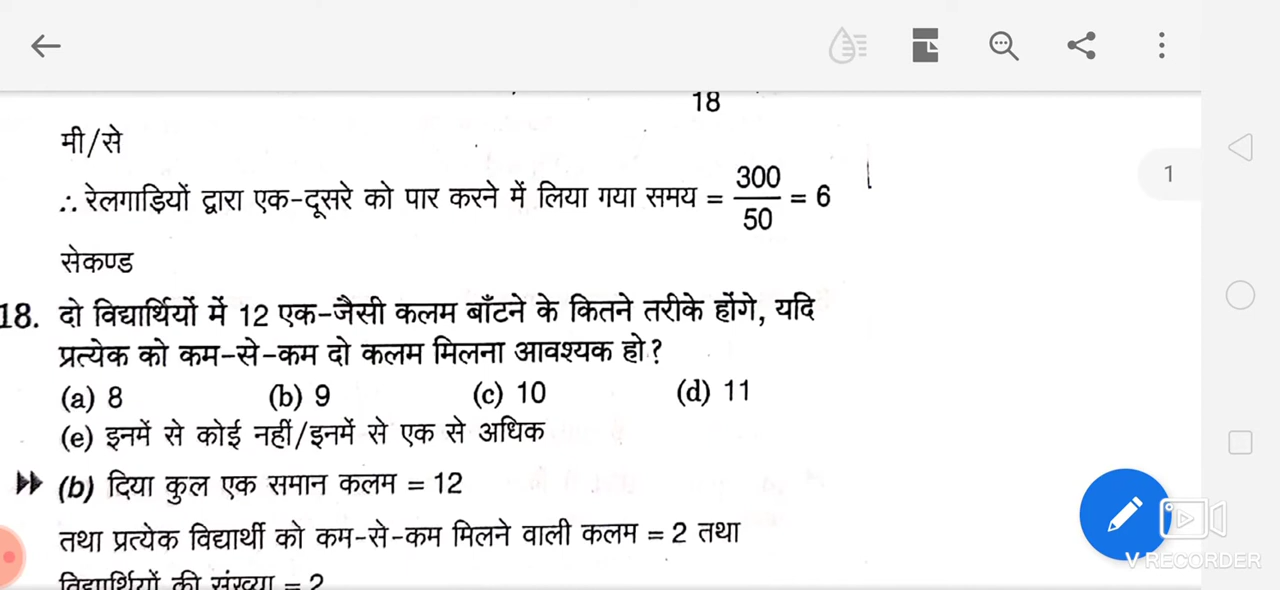 18
मी/से
1
∴ रेलगाड़ियों द्वारा एक-दूसरे को पार करने में लिया गया समय = 300/50 = 6
सेकण्ड
18. दो विद्यार्थियों में 12 एक-जैसी कलम बाँटने के कितने तरीके होंगे, यदि
प्रत्येक को कम-से-कम दो कलम मिलना आवश्यक हो?
(a) 8 (b) 9 (c) 10 (d) 11
(e) इनमें से कोई नहीं/इनमें से एक से अधिक
(b) दिया कुल एक समान कलम = 12
तथा प्रत्येक विद्यार्थी को कम-से-कम मिलने वाली कलम = 2 तथा
विद्यार्थियों की संख्या = 2
V RECORDER